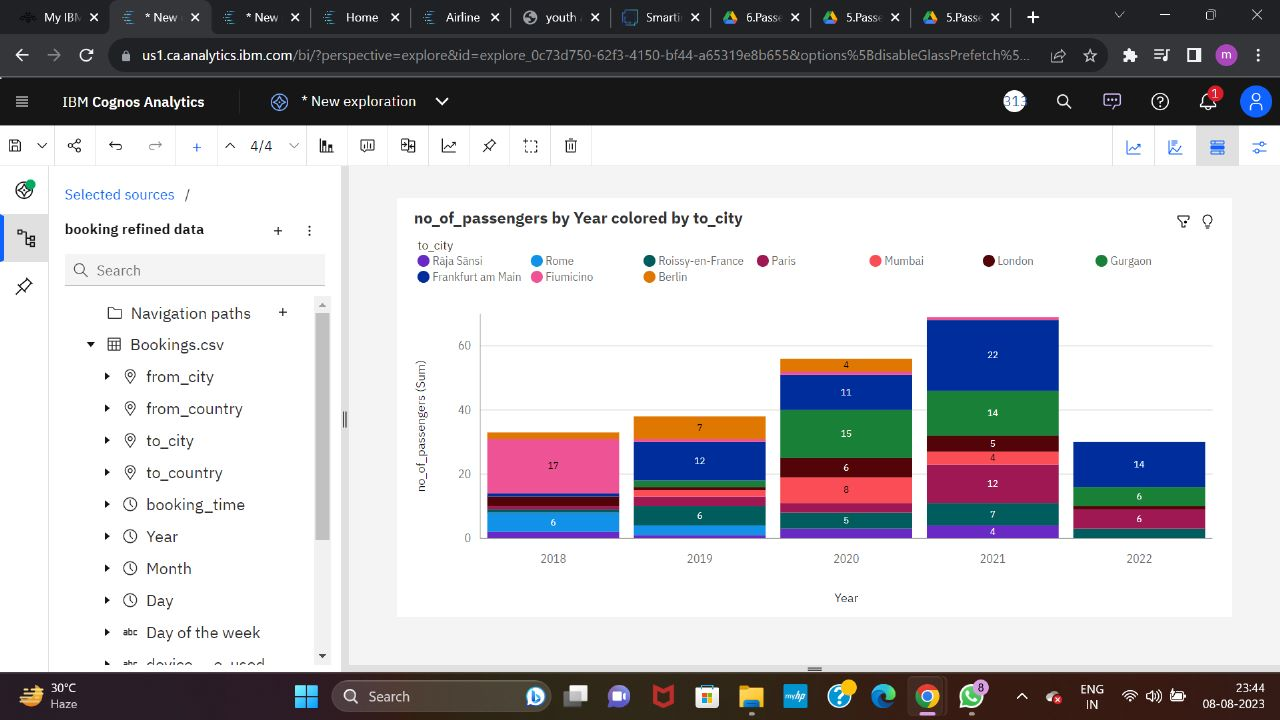 My IBM
* New
* New
Home
Airline
youth
Smarti
6.Passe
5.Passe
5.Passe
us1.ca.analytics.ibm.com/bi/?perspective=explore&id=explore_0c73d750-62f3-4150-bf44-a65319e8b655&options%5BdisableGlassPrefetch%5...
m
IBM Cognos Analytics
* New exploration
313
1
4/4
Selected sources /
booking refined data
Search
Navigation paths
Bookings.csv
from_city
from_country
to_city
to_country
booking_time
Year
Month
Day
abc Day of the week
no_of_passengers by Year colored by to_city
to_city
Rāja Sānsi Rome Roissy-en-France Paris Mumbai London Gurgaon
Frankfurt am Main Fiumicino Berlin
no_of_passengers (Sum)
60
40
20
0
17
6
7
12
6
4
11
15
6
8
5
22
14
5
4
12
7
4
14
6
6
2018 2019 2020 2021 2022
Year
30°C
Haze
Search
myhp
8
ENG
IN
23:44
08-08-2023